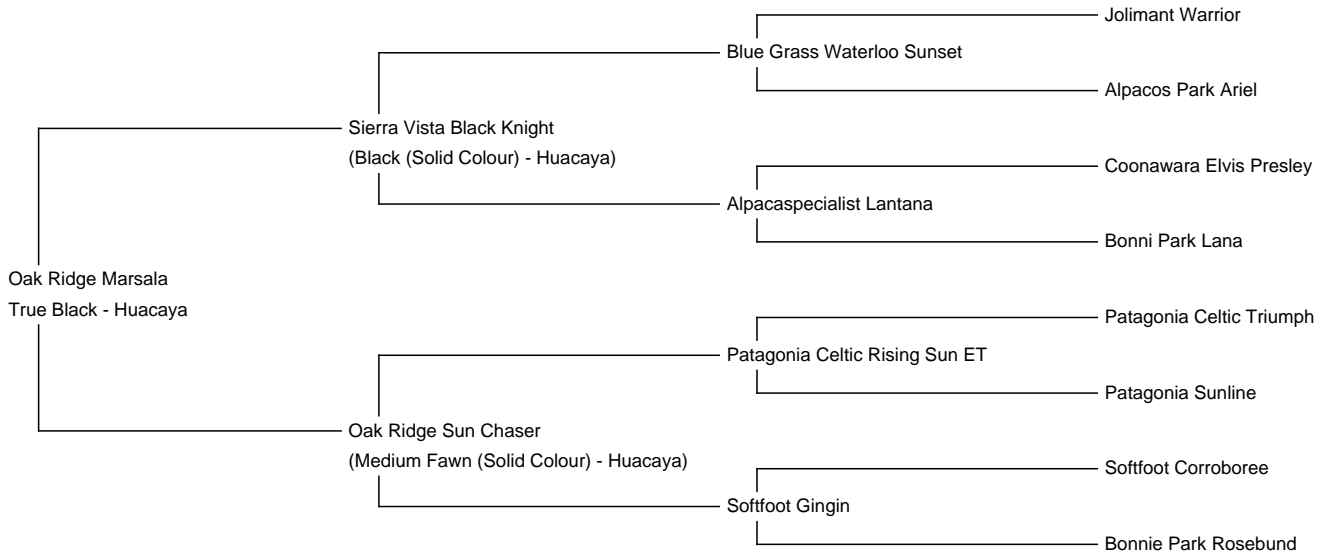 Jolimant Warrior
Blue Grass Waterloo Sunset
Alpacos Park Ariel
Sierra Vista Black Knight
(Black (Solid Colour) - Huacaya)
Coonawara Elvis Presley
Alpacaspecialist Lantana
Bonni Park Lana
Oak Ridge Marsala
True Black - Huacaya
Patagonia Celtic Triumph
Patagonia Celtic Rising Sun ET
Patagonia Sunline
Oak Ridge Sun Chaser
(Medium Fawn (Solid Colour) - Huacaya)
Softfoot Corroboree
Softfoot Gingin
Bonnie Park Rosebund